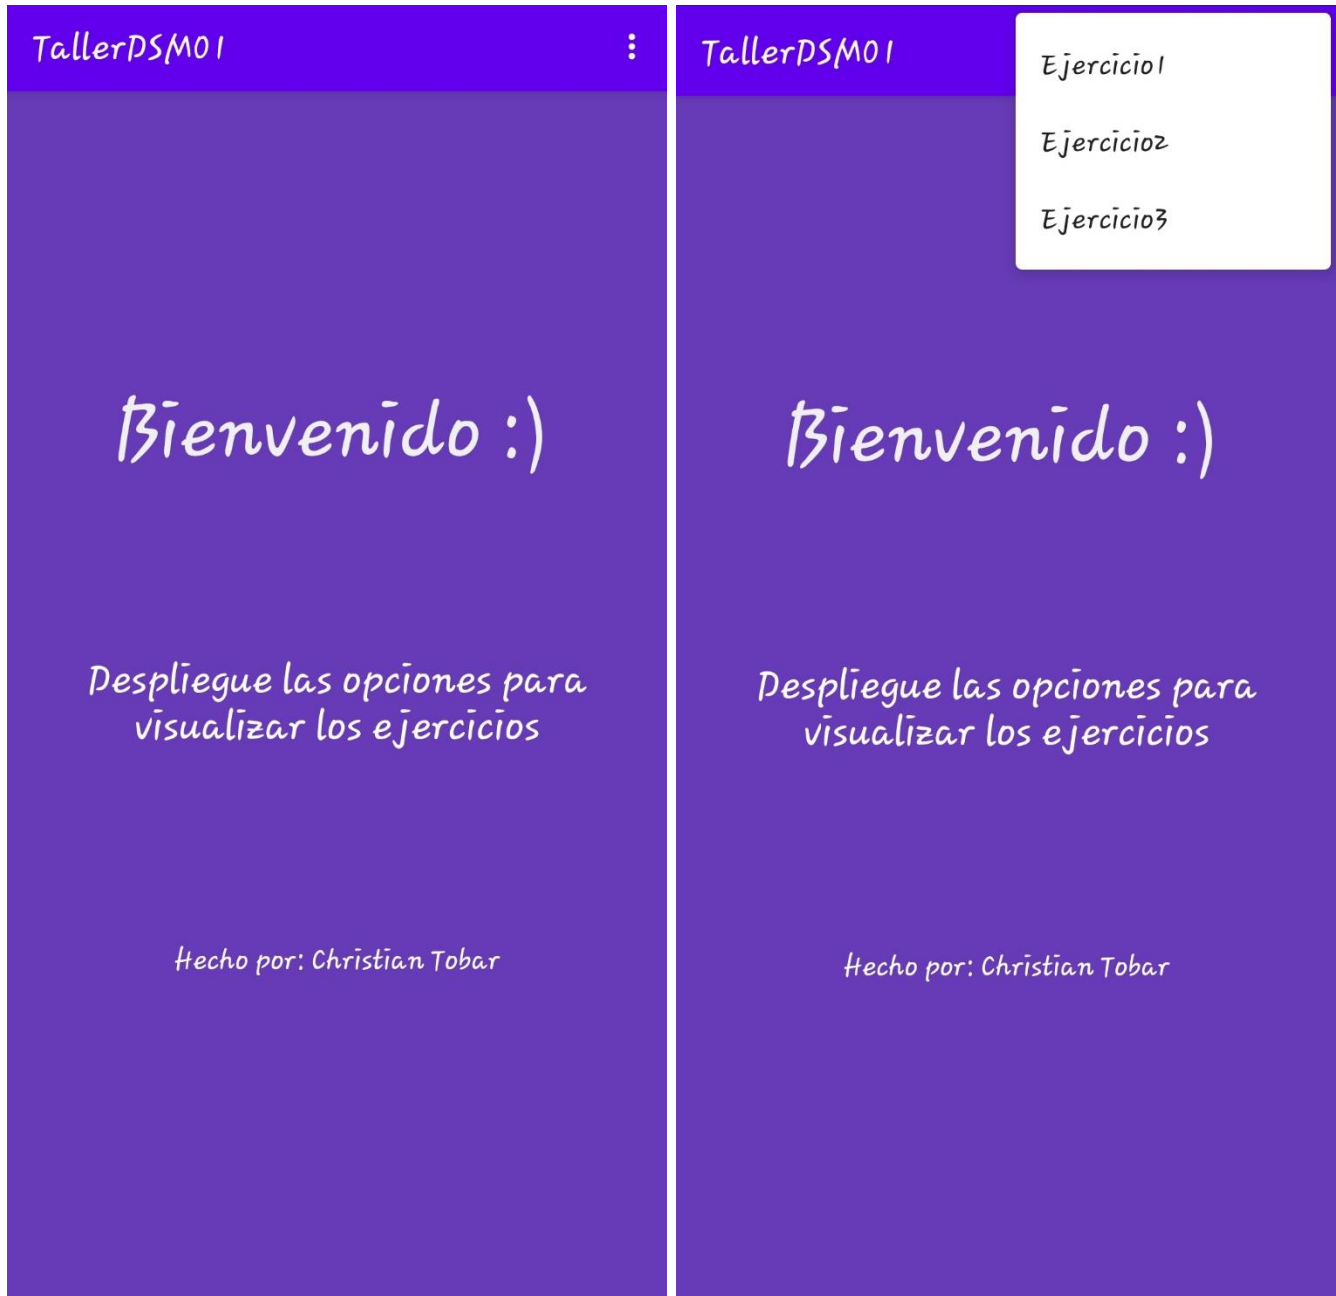 TallerDSM01
Bienvenido :)
Despliegue las opciones para
visualizar los ejercicios
Hecho por: Christian Tobar
TallerDSM01
Ejercicio1
Ejercicio2
Ejercicio3
Bienvenido :)
Despliegue las opciones para
visualizar los ejercicios
Hecho por: Christian Tobar